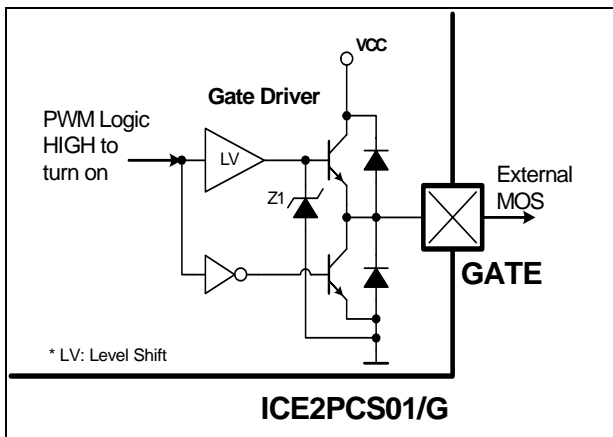 VCC
Gate Driver
PWM Logic
HIGH to
turn on
LV
Z1
External
MOS
GATE
* LV: Level Shift
ICE2PCS01/G